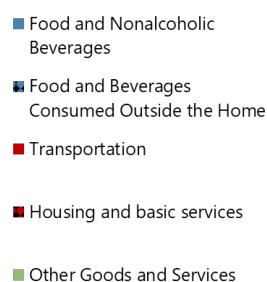 Food and Nonalcoholic
Beverages
Food and Beverages
Consumed Outside the Home
Transportation
Housing and basic services
Other Goods and Services